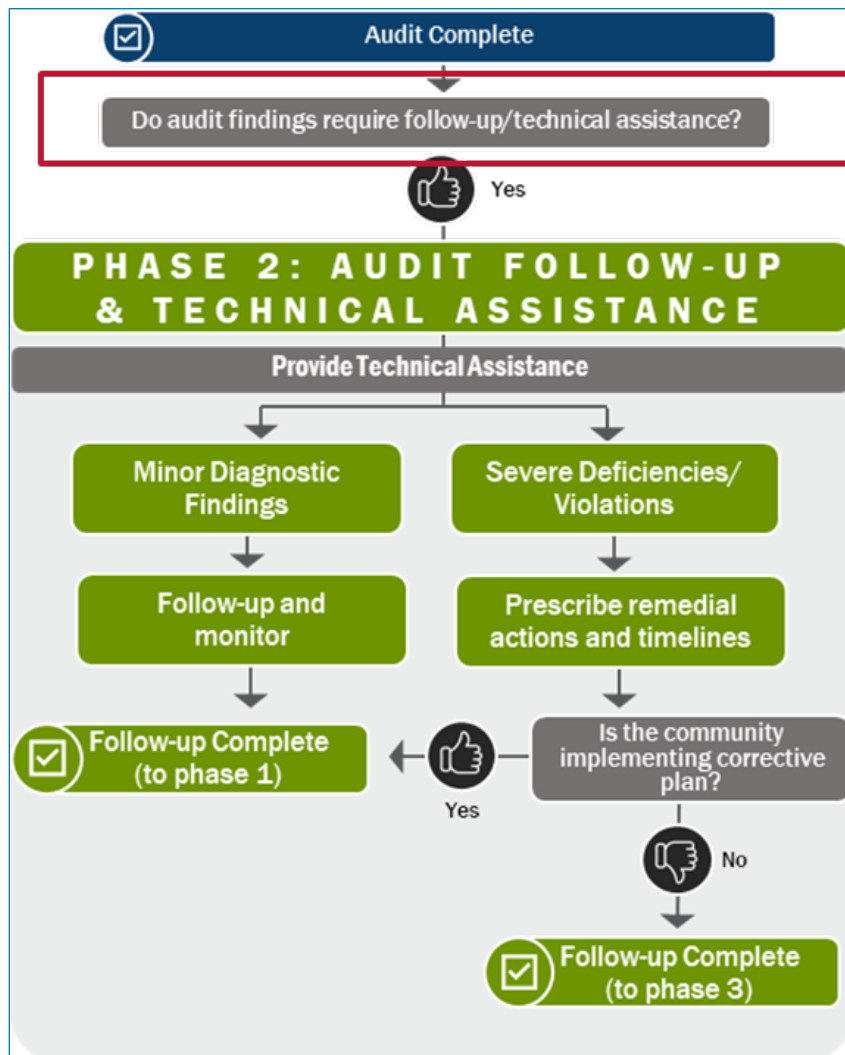 Audit Complete
Do audit findings require follow-up/technical assistance?
Yes
PHASE 2: AUDIT FOLLOW-UP
& TECHNICAL ASSISTANCE
Provide Technical Assistance
Minor Diagnostic
Findings
Severe Deficiencies/
Violations
Follow-up and
monitor
Prescribe remedial
actions and timelines
Follow-up Complete
(to phase 1)
Yes
Is the community
implementing corrective
plan?
No
Follow-up Complete
(to phase 3)